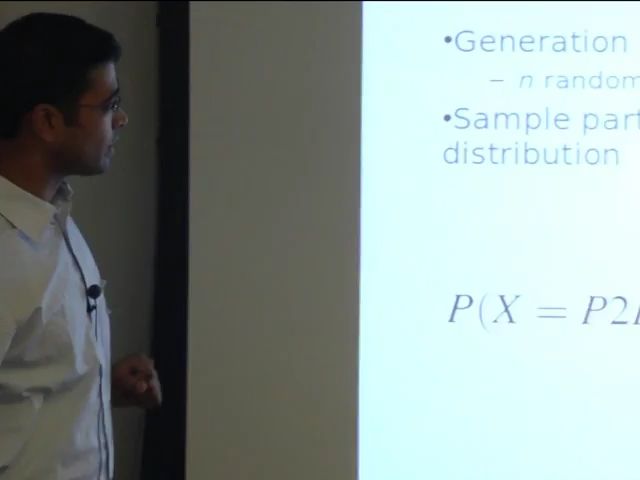 •Generation
– n random
•Sample part
distribution
P(X = P2